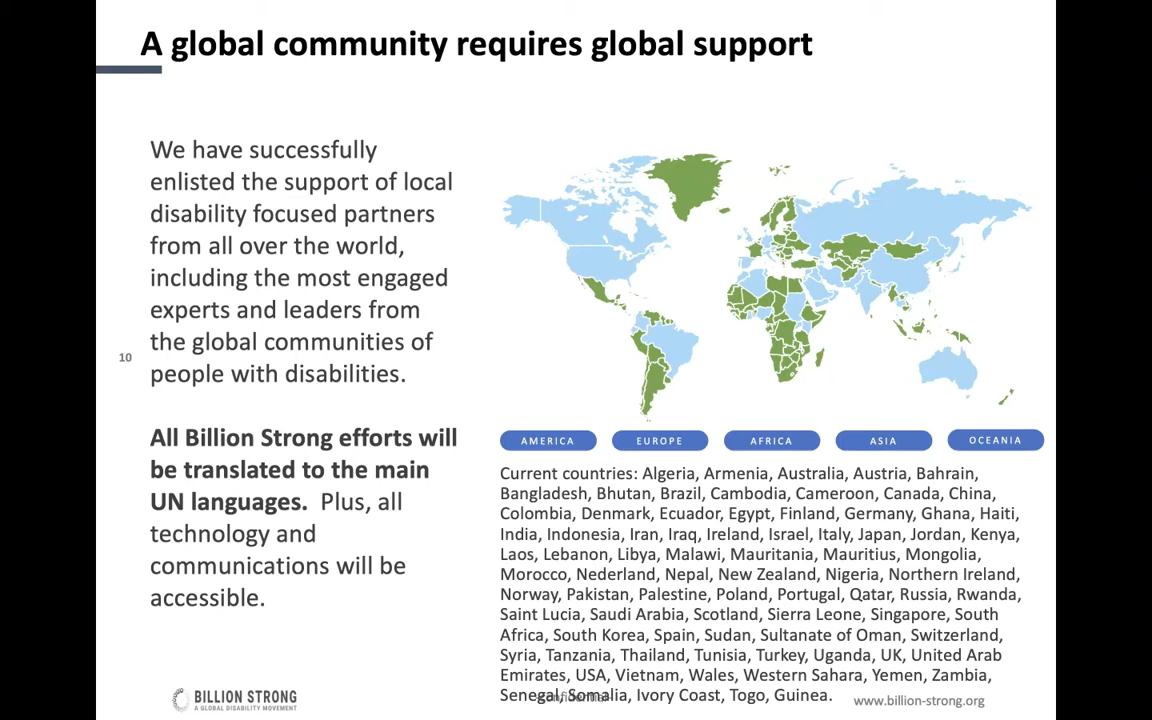 A global community requires global support
We have successfully
enlisted the support of local
disability focused partners
from all over the world,
including the most engaged
experts and leaders from
the global communities of
people with disabilities.
10
All Billion Strong efforts will
be translated to the main
UN languages. Plus, all
technology and
communications will be
accessible.
AMERICA EUROPE AFRICA ASIA OCEANIA
Current countries: Algeria, Armenia, Australia, Austria, Bahrain,
Bangladesh, Bhutan, Brazil, Cambodia, Cameroon, Canada, China,
Colombia, Denmark, Ecuador, Egypt, Finland, Germany, Ghana, Haiti,
India, Indonesia, Iran, Iraq, Ireland, Israel, Italy, Japan, Jordan, Kenya,
Laos, Lebanon, Libya, Malawi, Mauritania, Mauritius, Mongolia,
Morocco, Nederland, Nepal, New Zealand, Nigeria, Northern Ireland,
Norway, Pakistan, Palestine, Poland, Portugal, Qatar, Russia, Rwanda,
Saint Lucia, Saudi Arabia, Scotland, Sierra Leone, Singapore, South
Africa, South Korea, Spain, Sudan, Sultanate of Oman, Switzerland,
Syria, Tanzania, Thailand, Tunisia, Turkey, Uganda, UK, United Arab
Emirates, USA, Vietnam, Wales, Western Sahara, Yemen, Zambia,
Senegal, Somalia, Ivory Coast, Togo, Guinea.
BILLION STRONG
A GLOBAL DISABILITY MOVEMENT
www.billion-strong.org